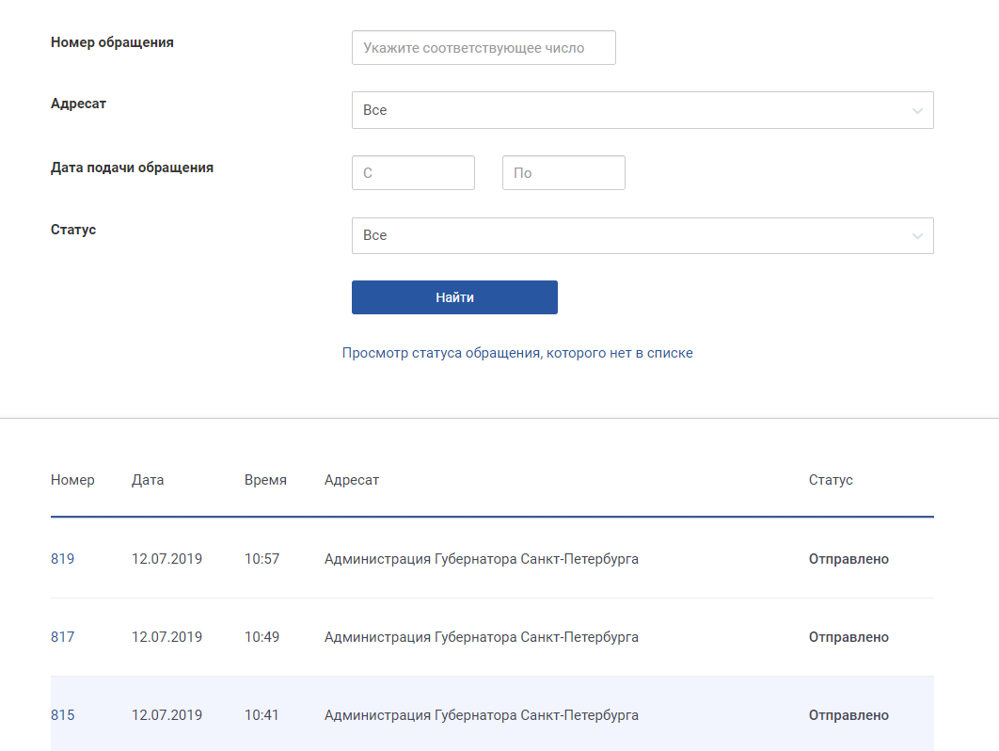 Номер обращения Укажите соответствующее число
Адресат Все
Дата подачи обращения С По
Статус Все
Найти
Просмотр статуса обращения, которого нет в списке
Номер Дата Время Адресат Статус
819 12.07.2019 10:57 Администрация Губернатора Санкт-Петербурга Отправлено
817 12.07.2019 10:49 Администрация Губернатора Санкт-Петербурга Отправлено
815 12.07.2019 10:41 Администрация Губернатора Санкт-Петербурга Отправлено